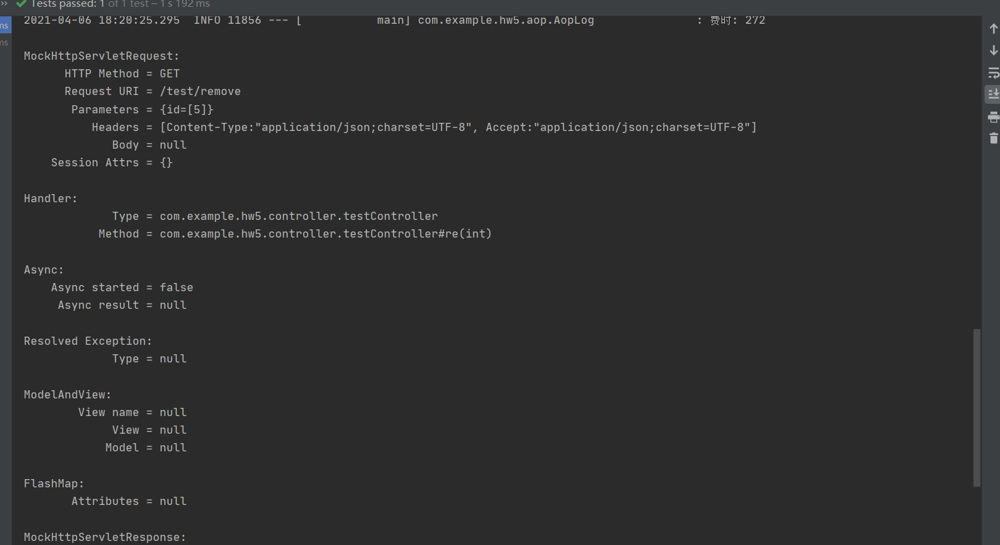 Tests passed: 1 of 1 test – 1 s 192 ms
2021-04-06 18:20:25.295  INFO 11856 --- [           main] com.example.hw5.aop.AopLog               : 费时: 272
ms
ms
MockHttpServletRequest:
HTTP Method = GET
Request URI = /test/remove
Parameters = {id=[5]}
Headers = [Content-Type:"application/json;charset=UTF-8", Accept:"application/json;charset=UTF-8"]
Body = null
Session Attrs = {}
Handler:
Type = com.example.hw5.controller.testController
Method = com.example.hw5.controller.testController#re(int)
Async:
Async started = false
Async result = null
Resolved Exception:
Type = null
ModelAndView:
View name = null
View = null
Model = null
FlashMap:
Attributes = null
MockHttpServletResponse: